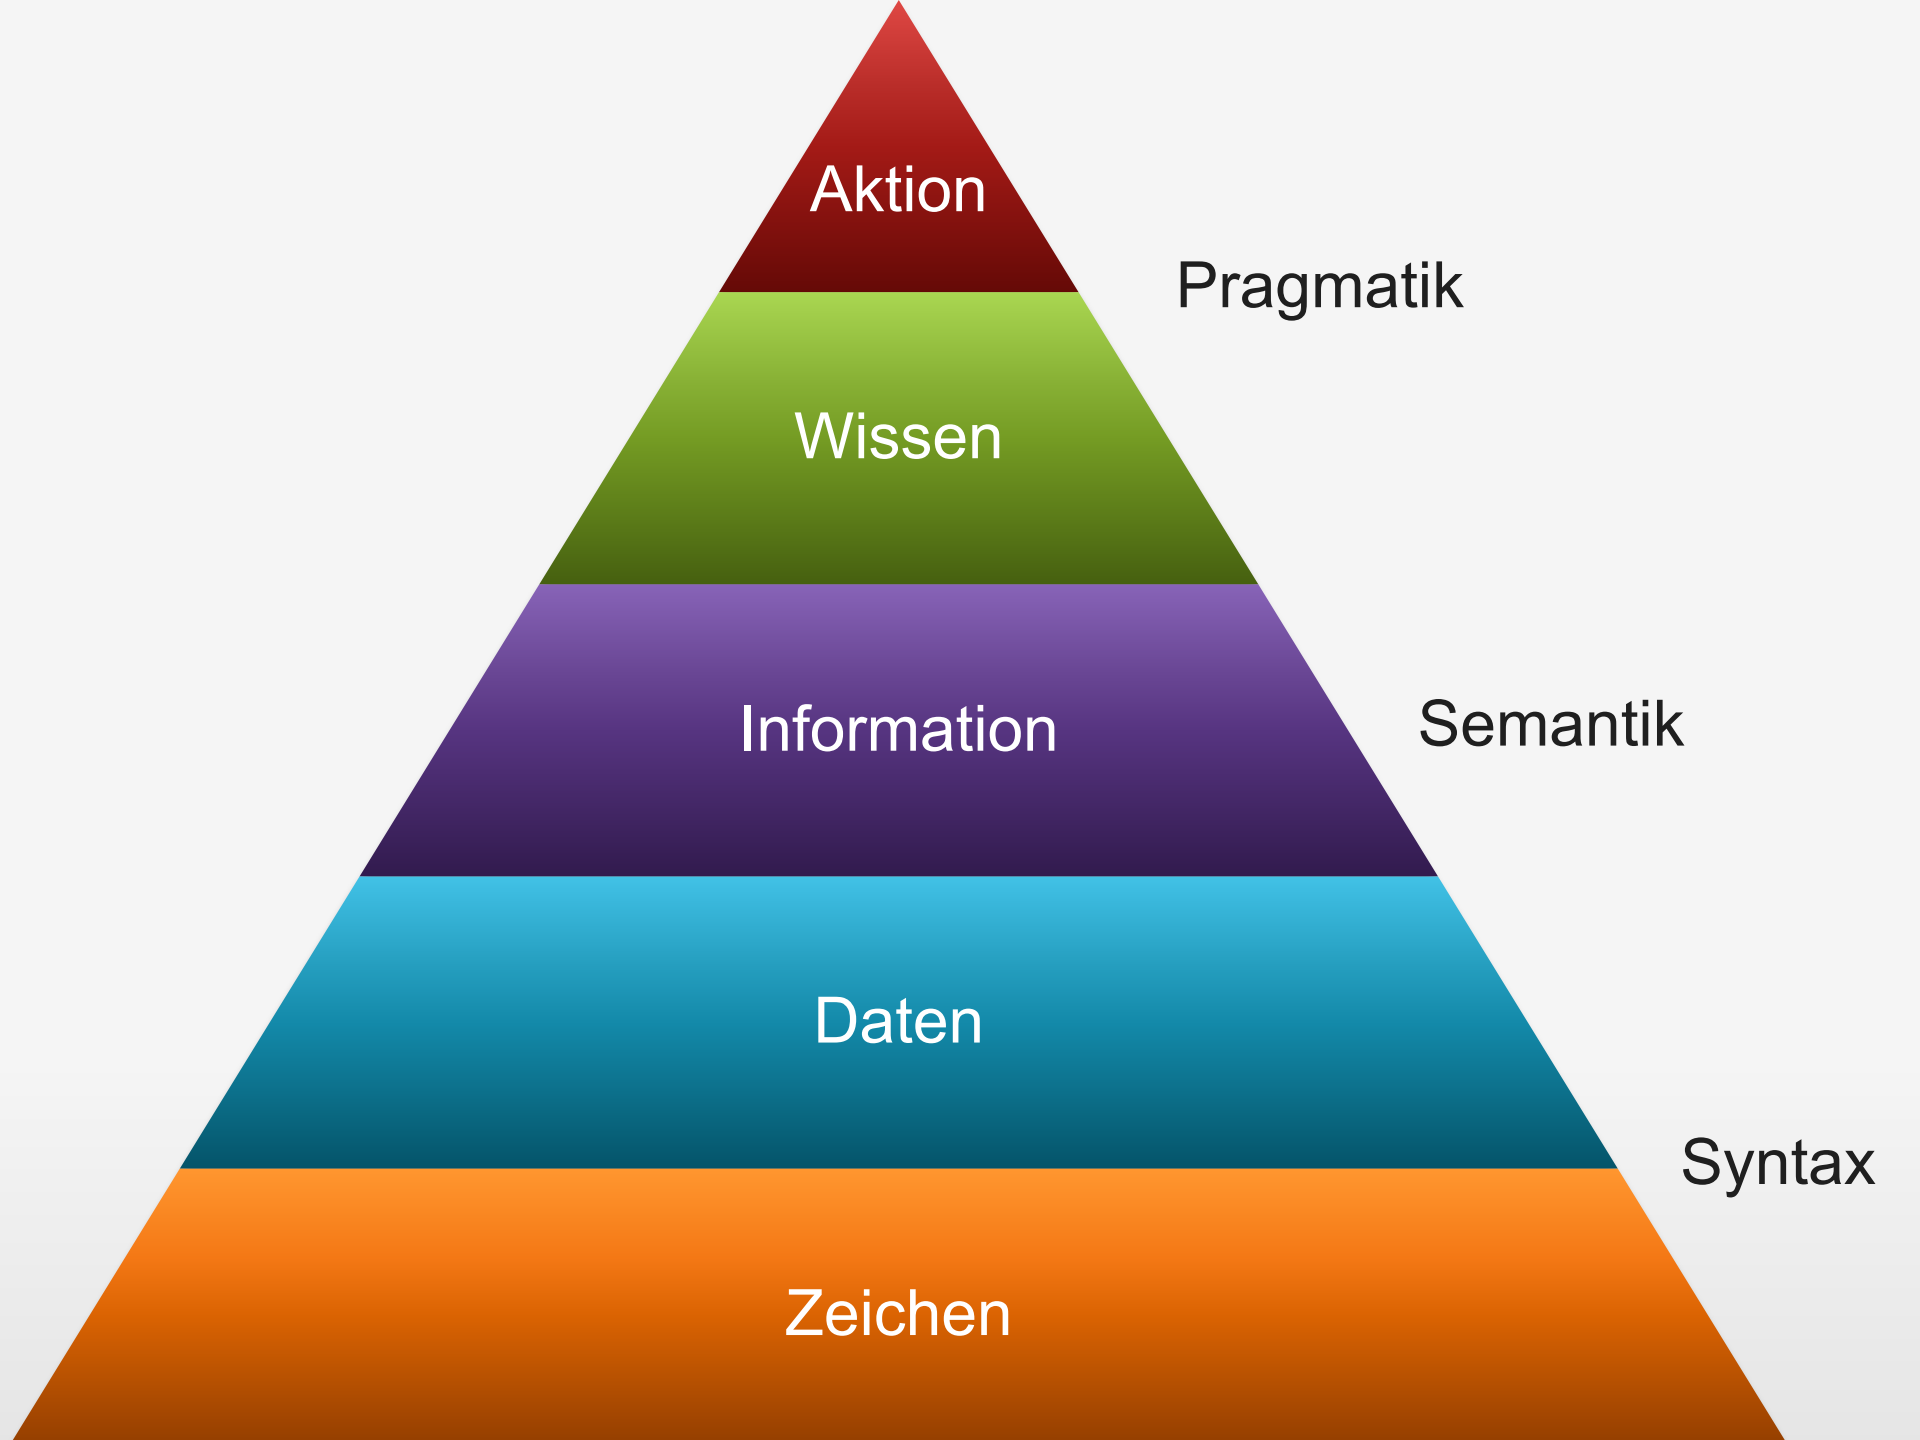 Aktion
Pragmatik
Wissen
Semantik
Information
Daten
Syntax
Zeichen